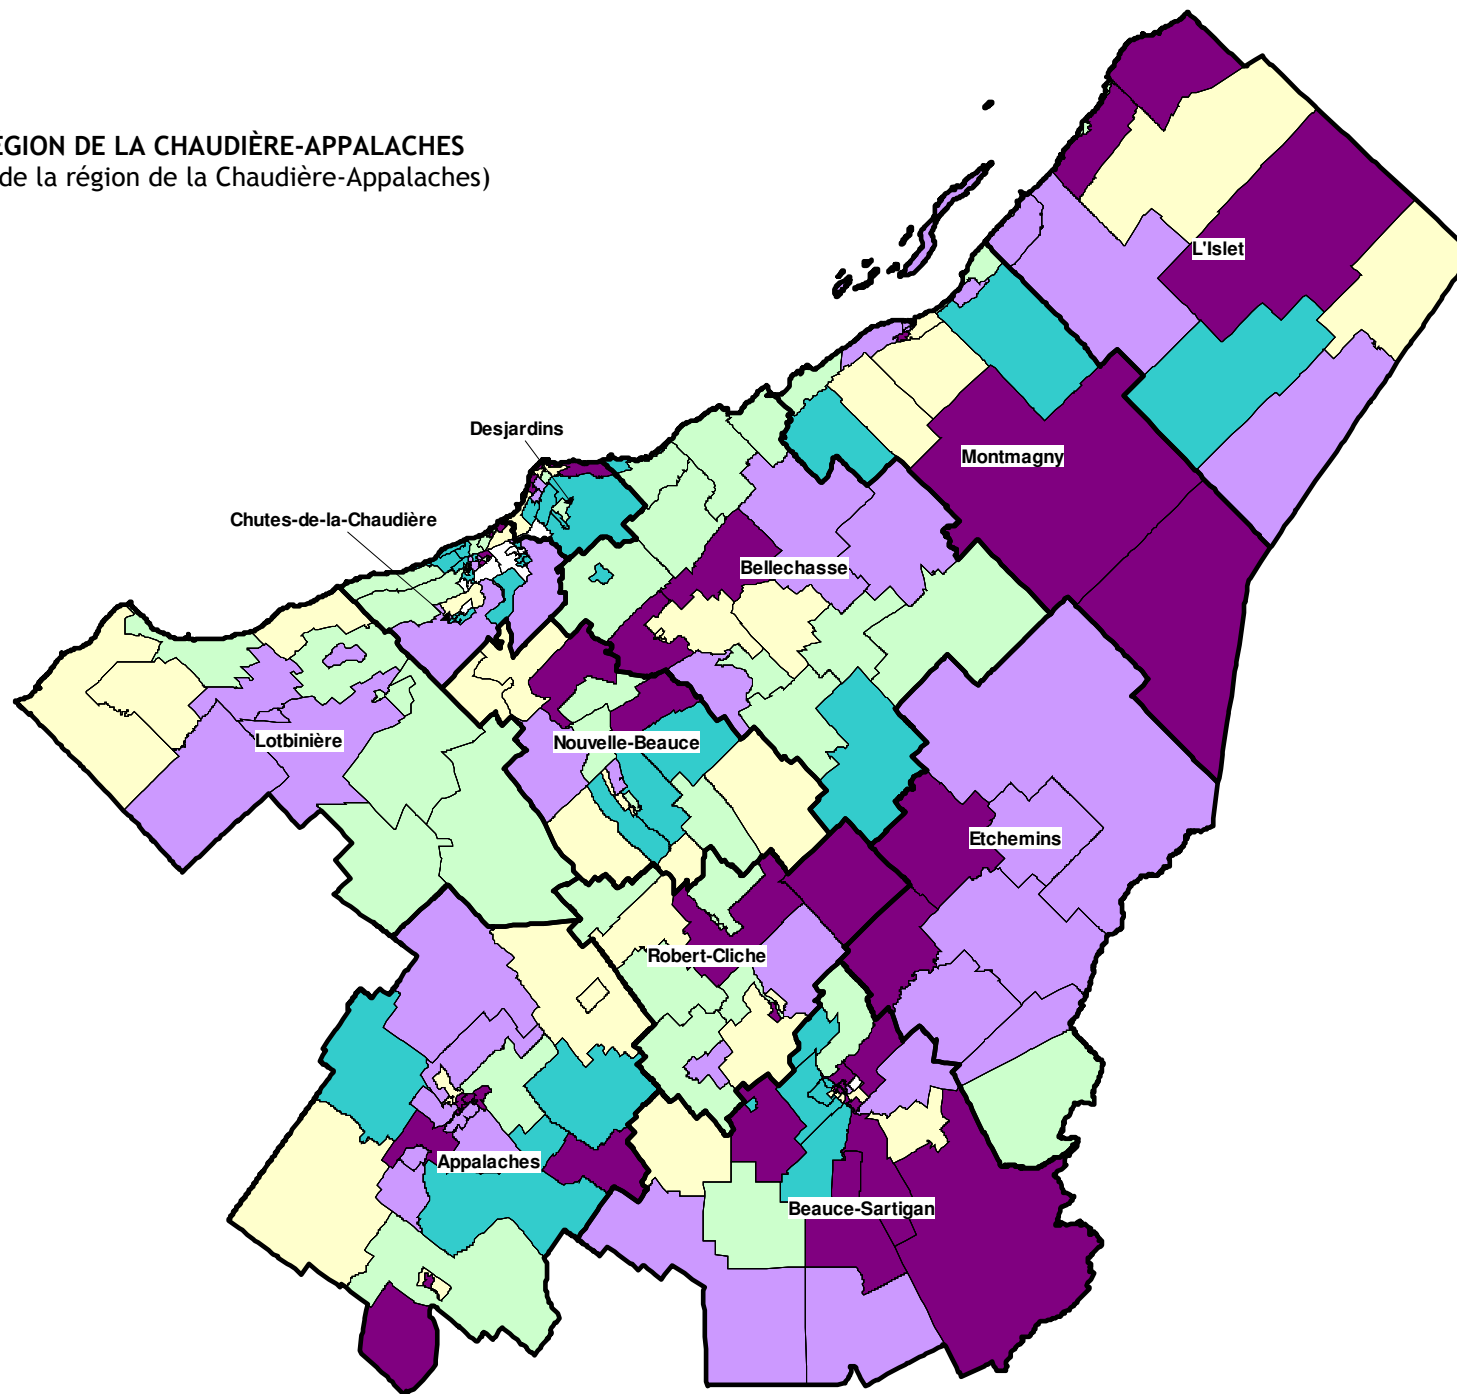 EGION DE LA CHAUDIÈRE-APPALACHES
de la région de la Chaudière-Appalaches)
L'Islet
Desjardins
Montmagny
Chutes-de-la-Chaudière
Bellechasse
Lotbinière
Nouvelle-Beauce
Etchemins
Robert-Cliche
Appalaches
Beauce-Sartigan